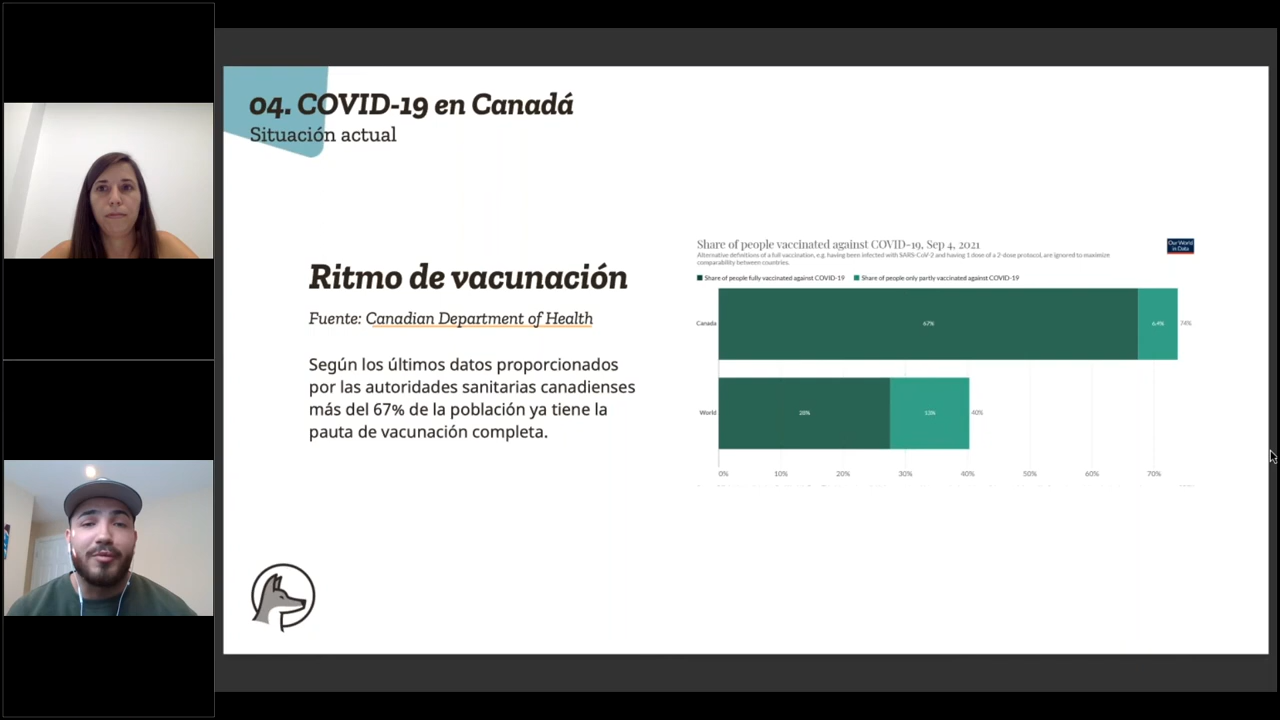 04. COVID-19 en Canadá
Situación actual
Ritmo de vacunación
Fuente: Canadian Department of Health
Según los últimos datos proporcionados
por las autoridades sanitarias canadienses
más del 67% de la población ya tiene la
pauta de vacunación completa.
Share of people vaccinated against COVID-19, Sep 4, 2021
Our World
in Data
Alternative definitions of a full vaccination, e.g. having been infected with SARS-CoV-2 and having 1 dose of a 2-dose protocol, are ignored to maximize
comparability between countries.
Share of people fully vaccinated against COVID-19 Share of people only partly vaccinated against COVID-19
Canada 67% 6.4% 74%
World 28% 13% 40%
0% 10% 20% 30% 40% 50% 60% 70%